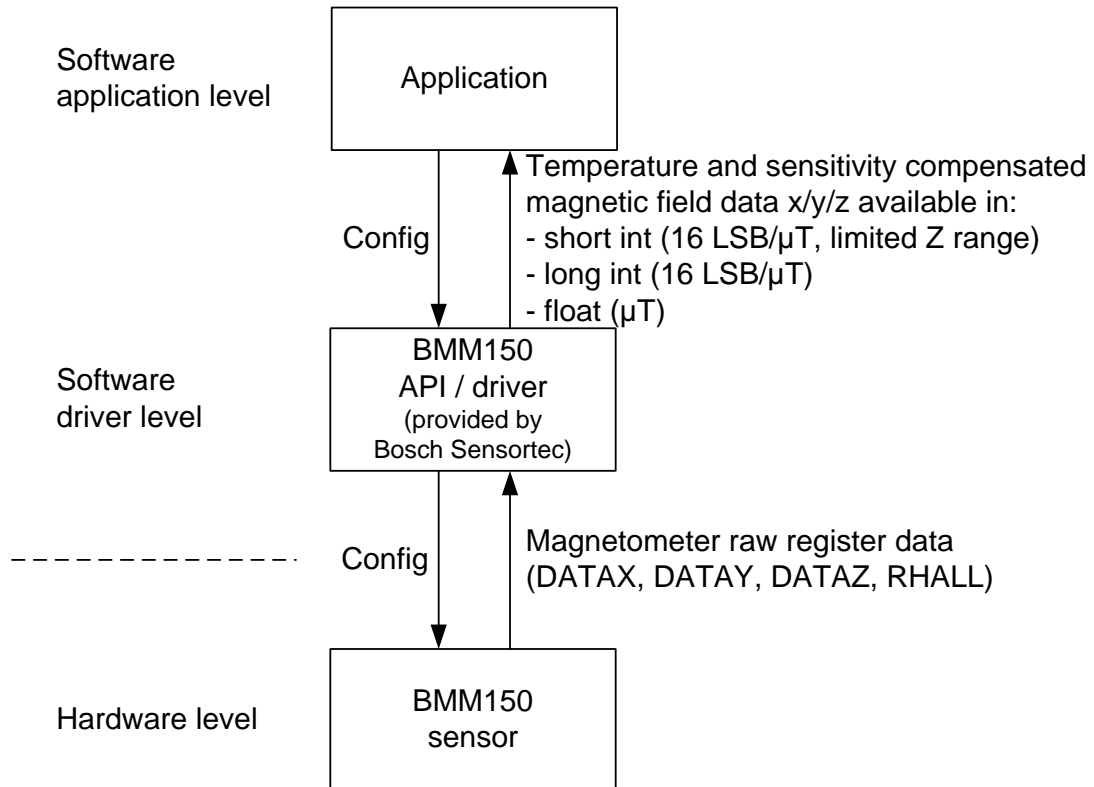 Software
application level
Application
Config
Temperature and sensitivity compensated
magnetic field data x/y/z available in:
- short int (16 LSB/µT, limited Z range)
- long int (16 LSB/µT)
- float (µT)
Software
driver level
BMM150
API / driver
(provided by
Bosch Sensortec)
Config
Magnetometer raw register data
(DATAX, DATAY, DATAZ, RHALL)
Hardware level
BMM150
sensor